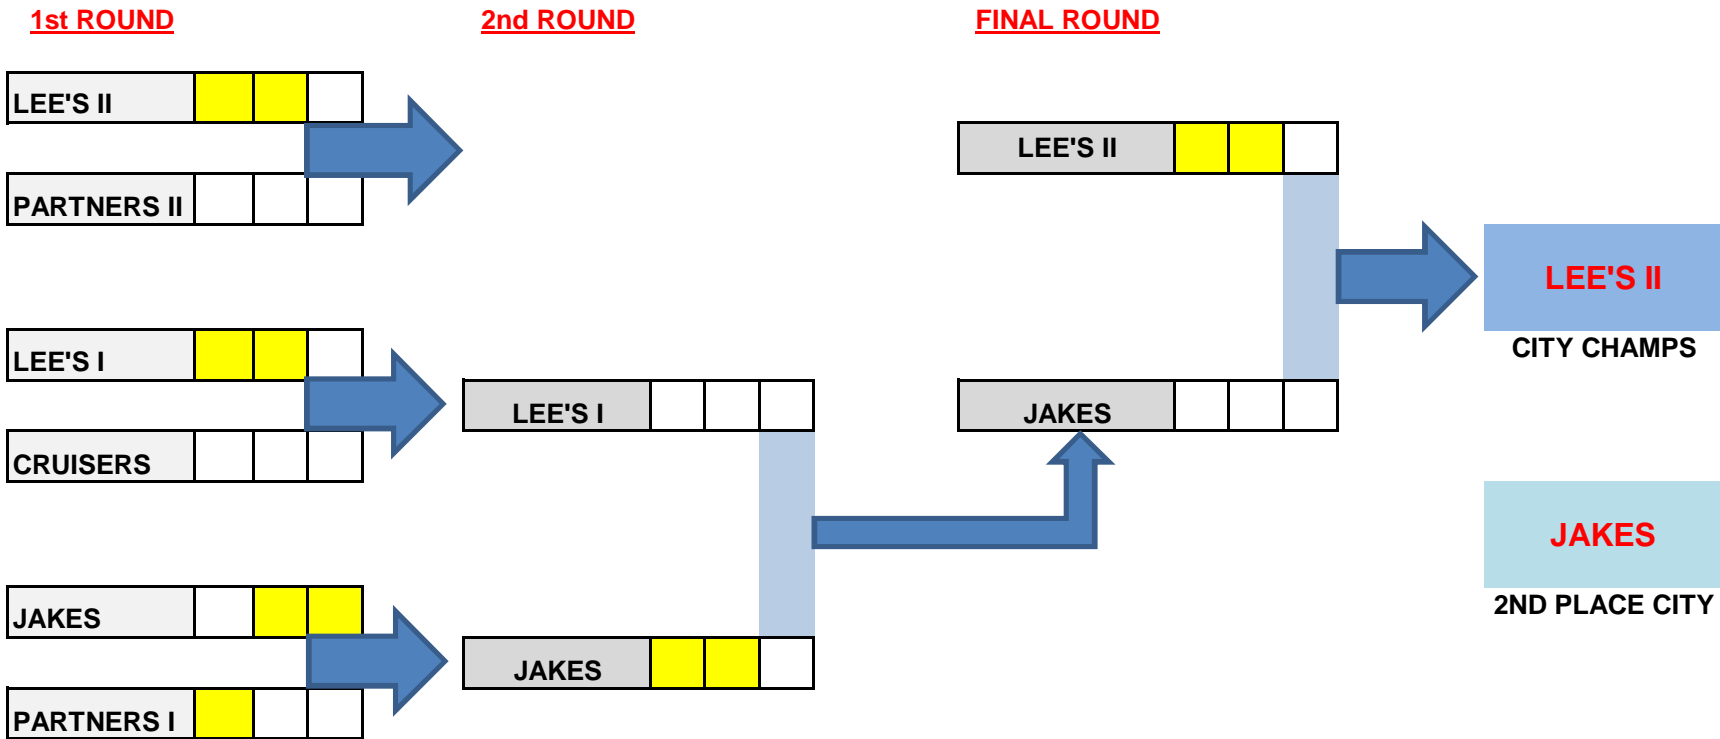 1st ROUND
2nd ROUND
FINAL ROUND
LEE'S II
PARTNERS II
LEE'S I
CRUISERS
JAKES
PARTNERS I
LEE'S I
JAKES
LEE'S II
JAKES
LEE'S II
CITY CHAMPS
JAKES
2ND PLACE CITY